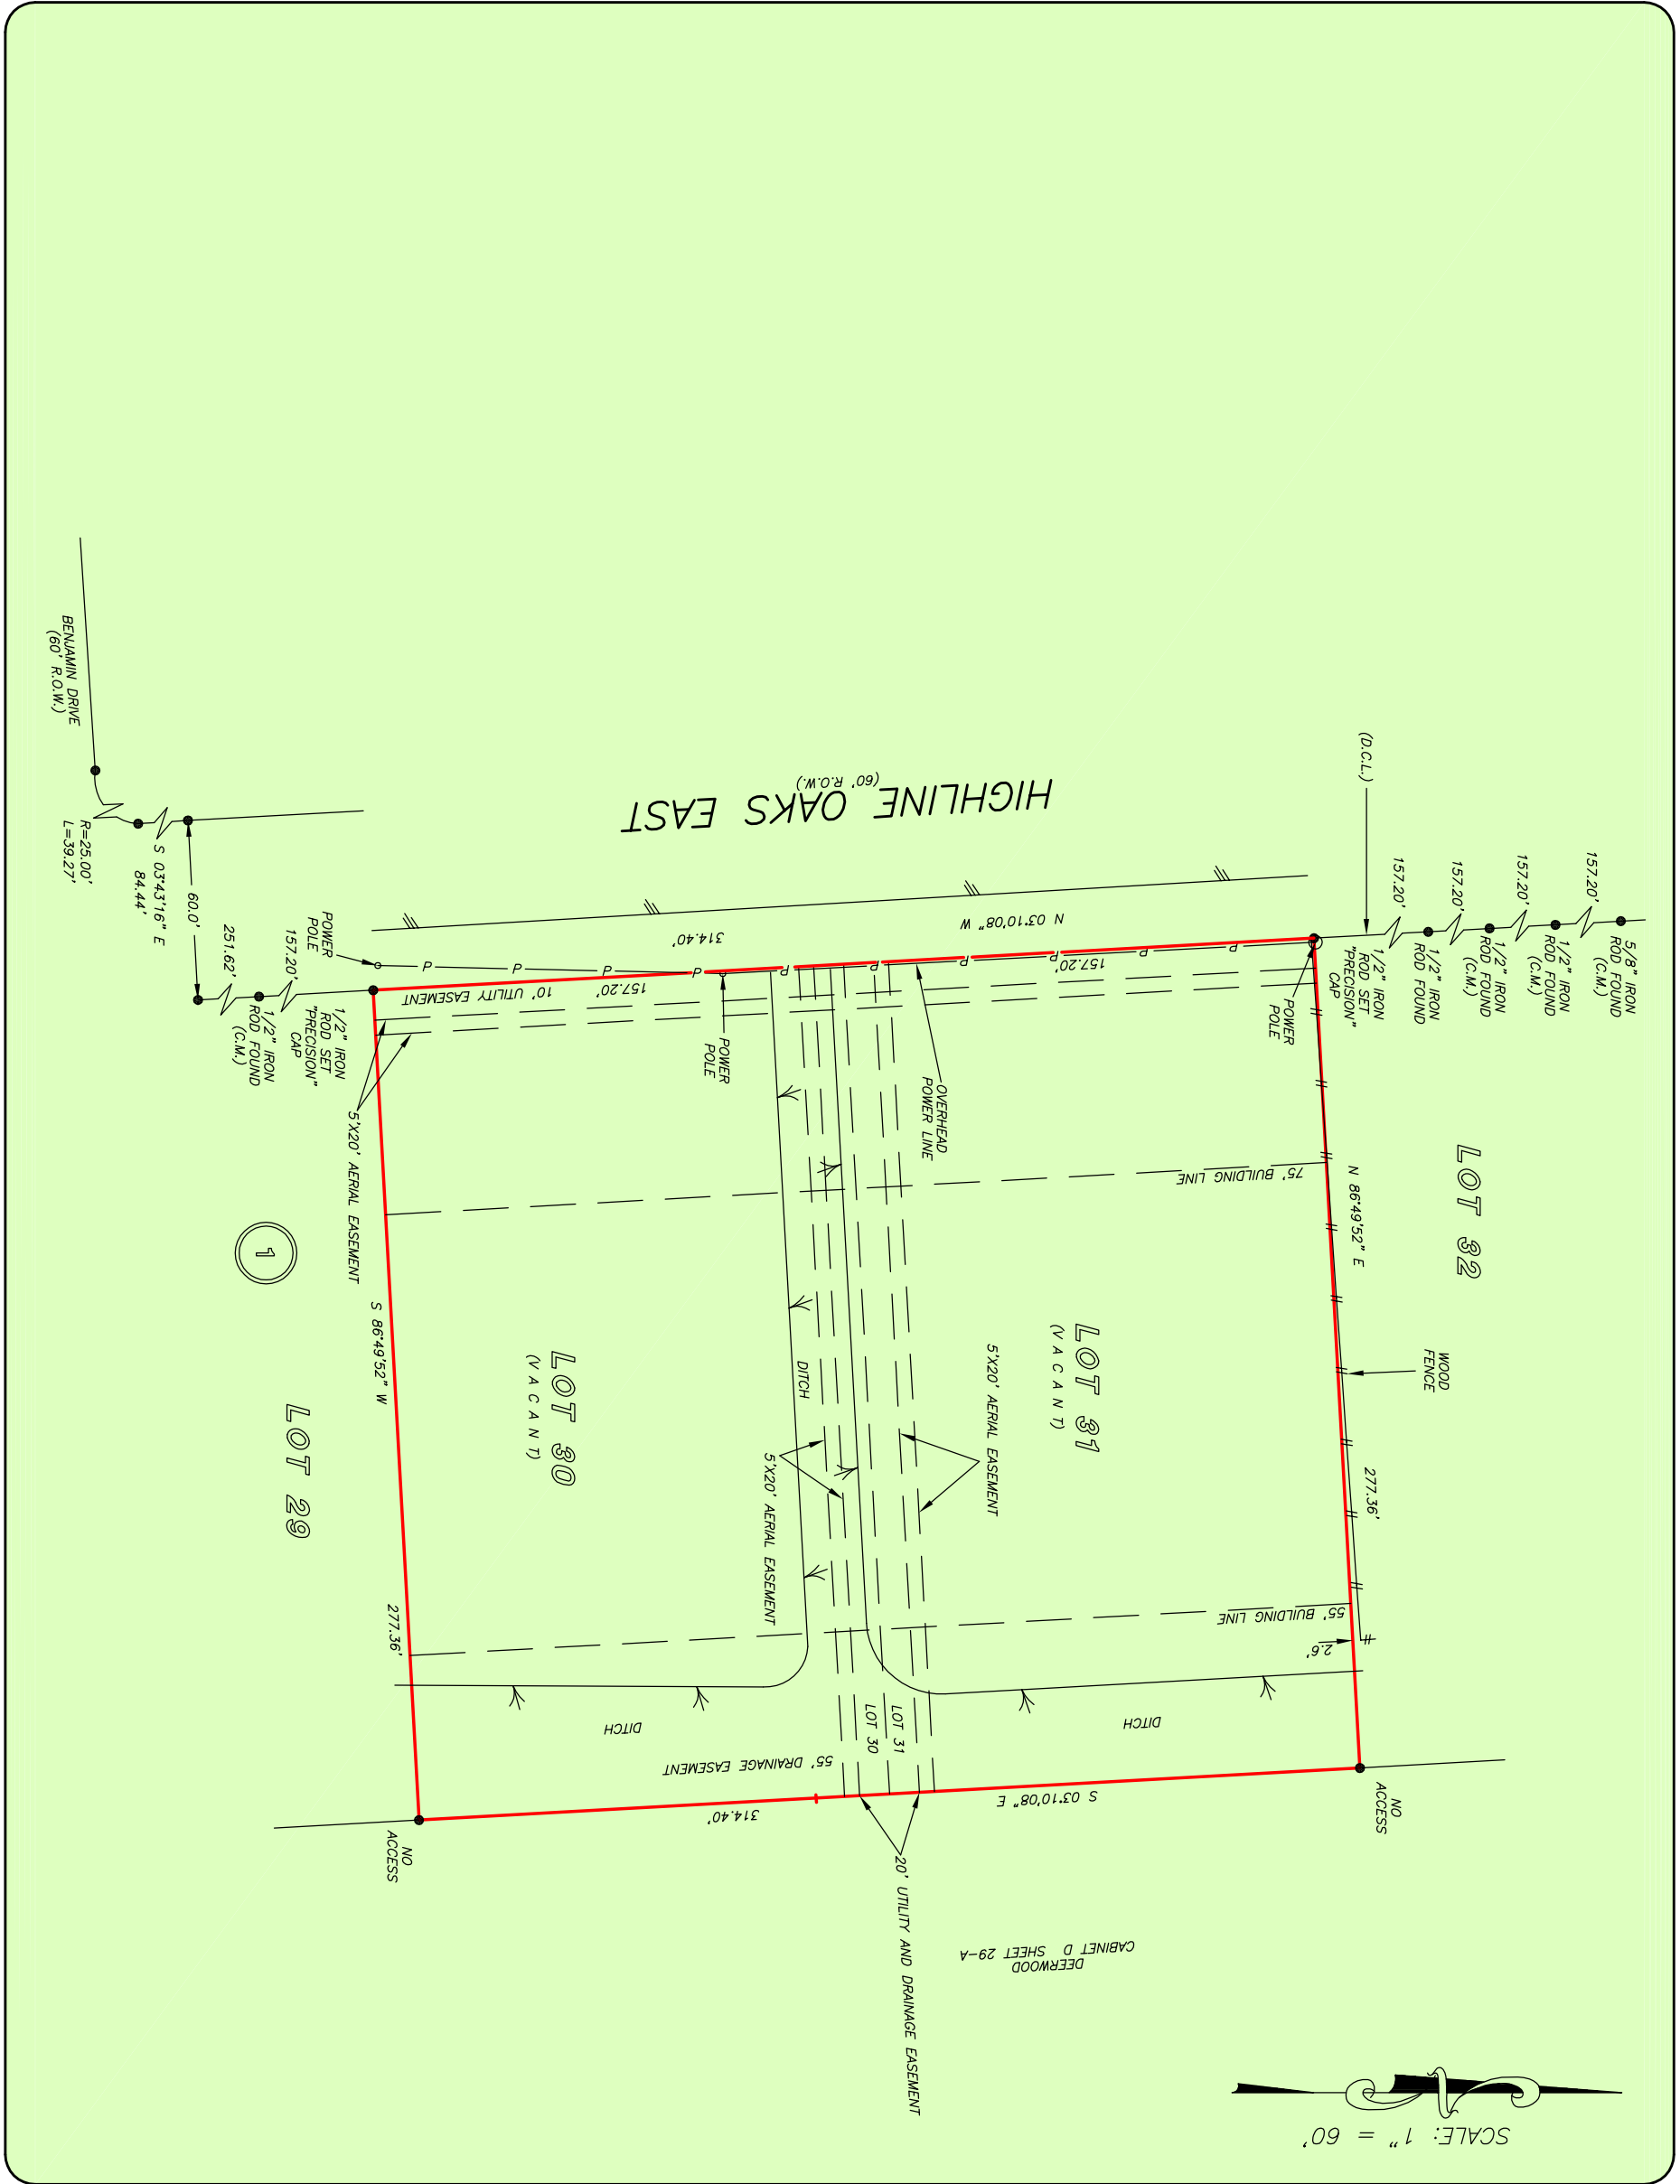 SCALE: 1" = 60'
DEERWOOD
CABINET D SHEET 29-A
HIGHLINE OAKS EAST
(60' R.O.W.)
BENJAMIN DRIVE
(60' R.O.W.)
R=25.00'
L=39.27'
S 03°43'16" E
84.44'
60.0'
251.62'
157.20'
1/2" IRON
ROD FOUND
(C.M.)
1/2" IRON
ROD SET
"PRECISION"
CAP
POWER
POLE
5'X20' AERIAL EASEMENT
1
LOT 29
S 86°49'52" W
277.36'
10' UTILITY EASEMENT
157.20'
314.40'
N 03°10'08" W
157.20'
P P P P P P P P P P
POWER
POLE
OVERHEAD
POWER LINE
POWER
POLE
75' BUILDING LINE
LOT 30
(VACANT)
DITCH
5'X20' AERIAL EASEMENT
5'X20' AERIAL EASEMENT
LOT 31
(VACANT)
55' BUILDING LINE
2.6'
DITCH
DITCH
LOT 30
LOT 31
55' DRAINAGE EASEMENT
314.40'
S 03°10'08" E
NO
ACCESS
NO
ACCESS
20' UTILITY AND DRAINAGE EASEMENT
N 86°49'52" E
277.36'
WOOD
FENCE
LOT 32
(D.C.L.)
1/2" IRON
ROD SET
"PRECISION"
CAP
157.20'
1/2" IRON
ROD FOUND
157.20'
1/2" IRON
ROD FOUND
(C.M.)
157.20'
1/2" IRON
ROD FOUND
(C.M.)
157.20'
5/8" IRON
ROD FOUND
(C.M.)